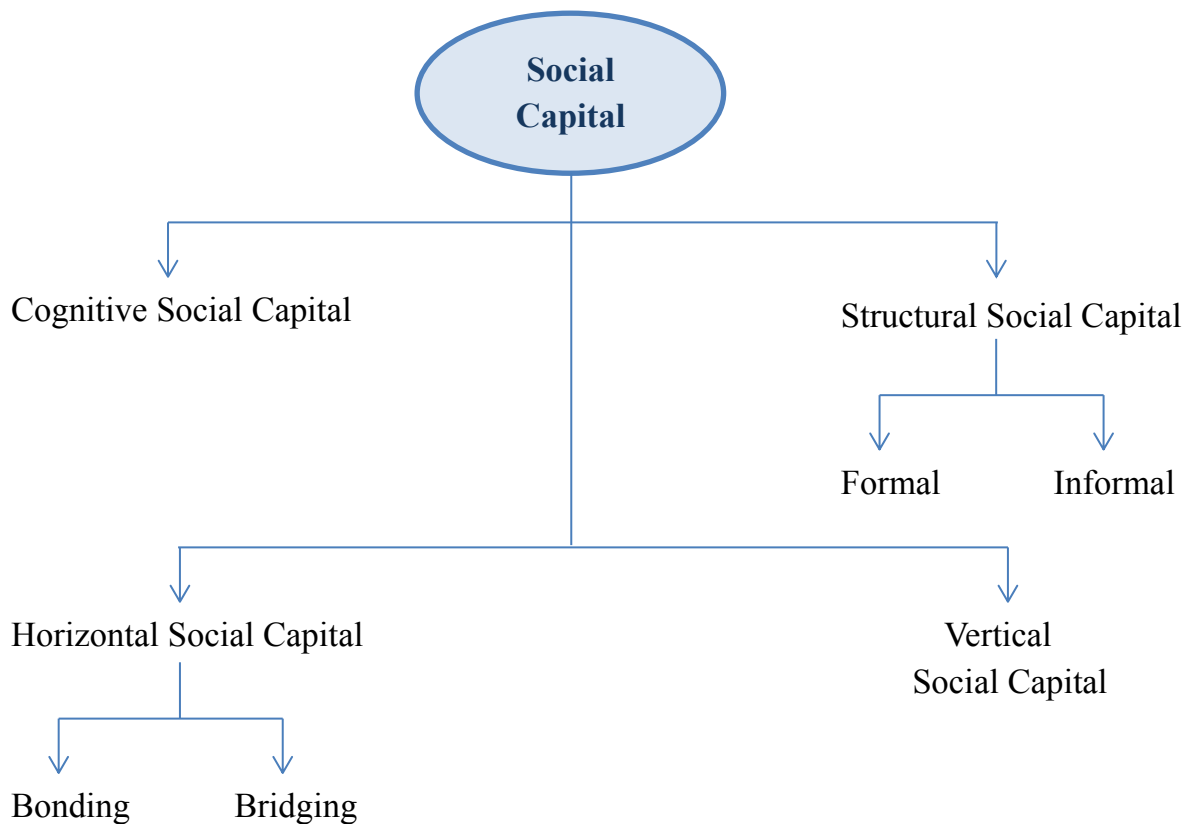 Social
Capital
Cognitive Social Capital
Structural Social Capital
Formal
Informal
Horizontal Social Capital
Vertical
Social Capital
Bonding
Bridging